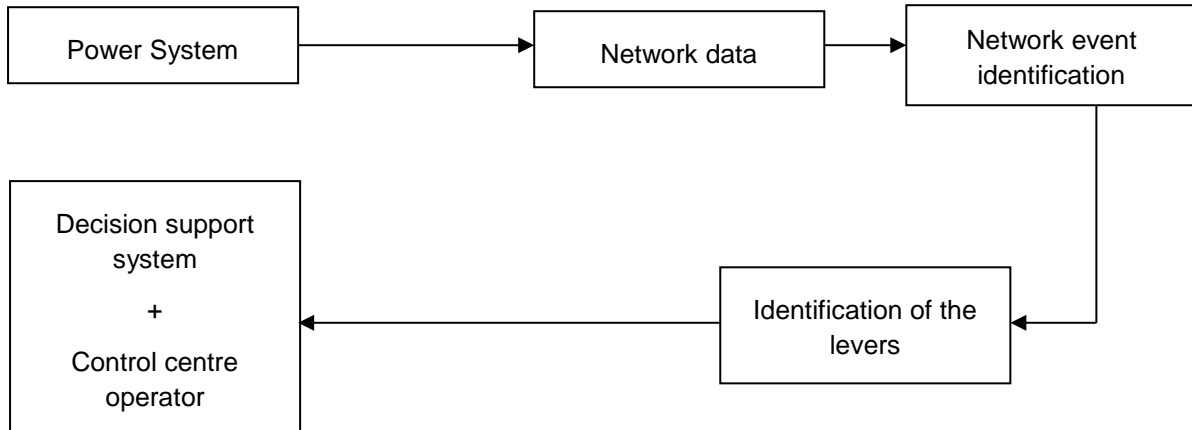 Power System
Network data
Network event
identification
Identification of the
levers
Decision support
system
+
Control centre
operator